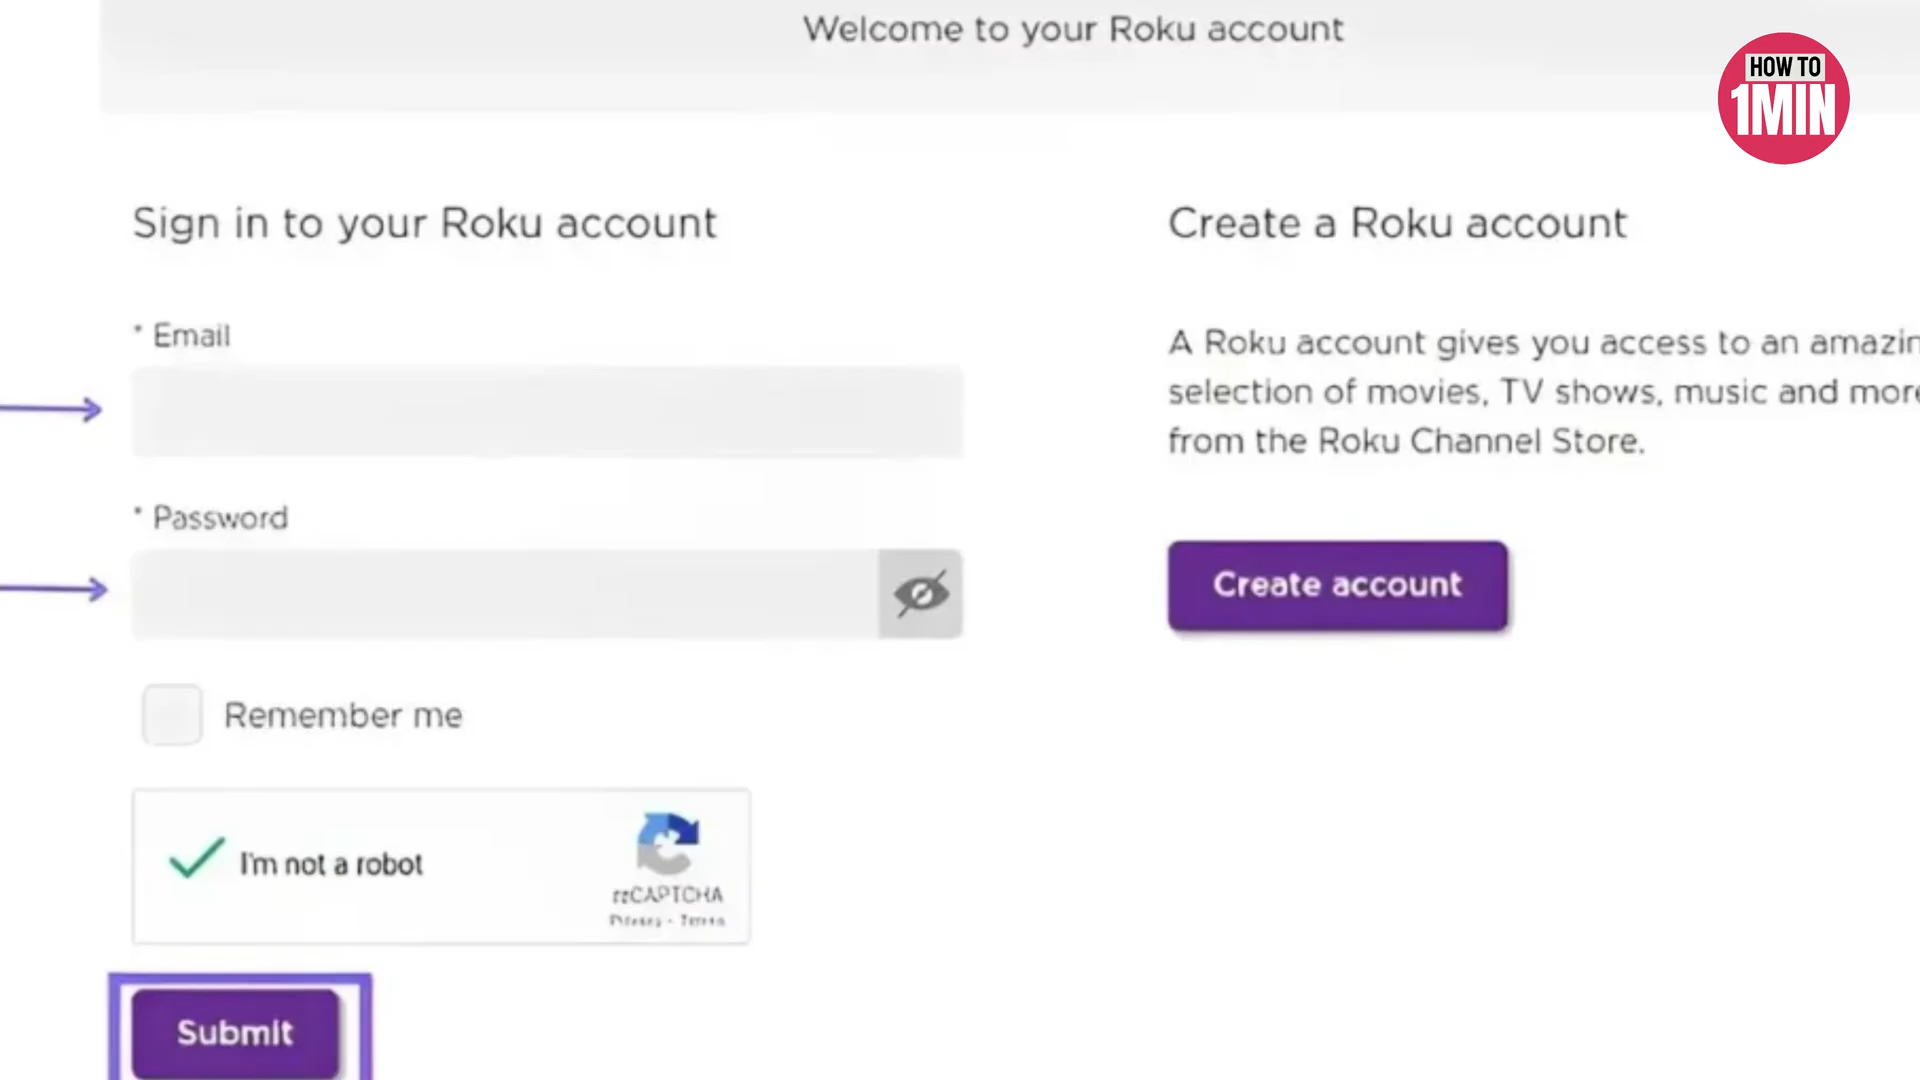 Welcome to your Roku account
HOW TO
1MIN
Sign in to your Roku account
* Email
* Password
Remember me
I'm not a robot
reCAPTCHA
Privacy - Terms
Submit
Create a Roku account
A Roku account gives you access to an amazin
selection of movies, TV shows, music and more
from the Roku Channel Store.
Create account